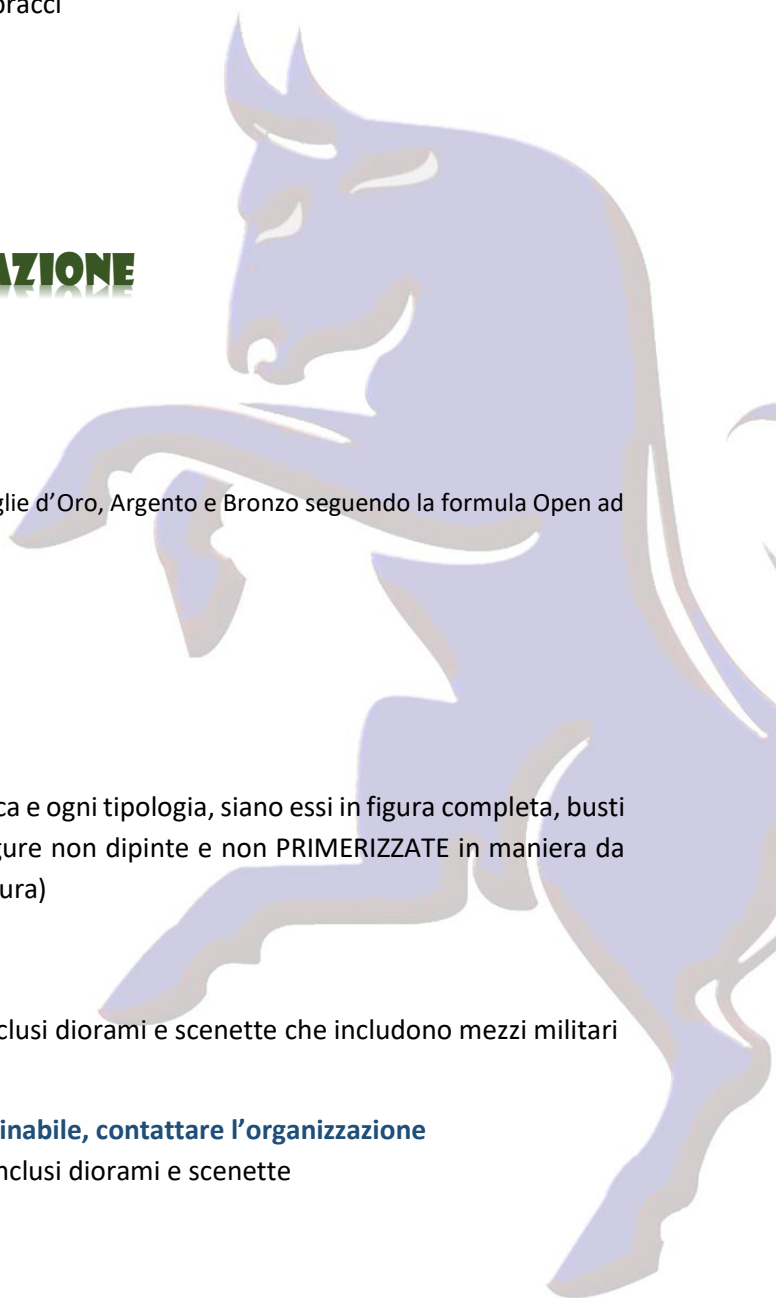 bracci
AZIONE
glie d’Oro, Argento e Bronzo seguendo la formula Open ad
ca e ogni tipologia, siano essi in figura completa, busti
gure non dipinte e non PRIMERIZZATE in maniera da
ura)
clusi diorami e scenette che includono mezzi militari
inabile, contattare l’organizzazione
nclusi diorami e scenette